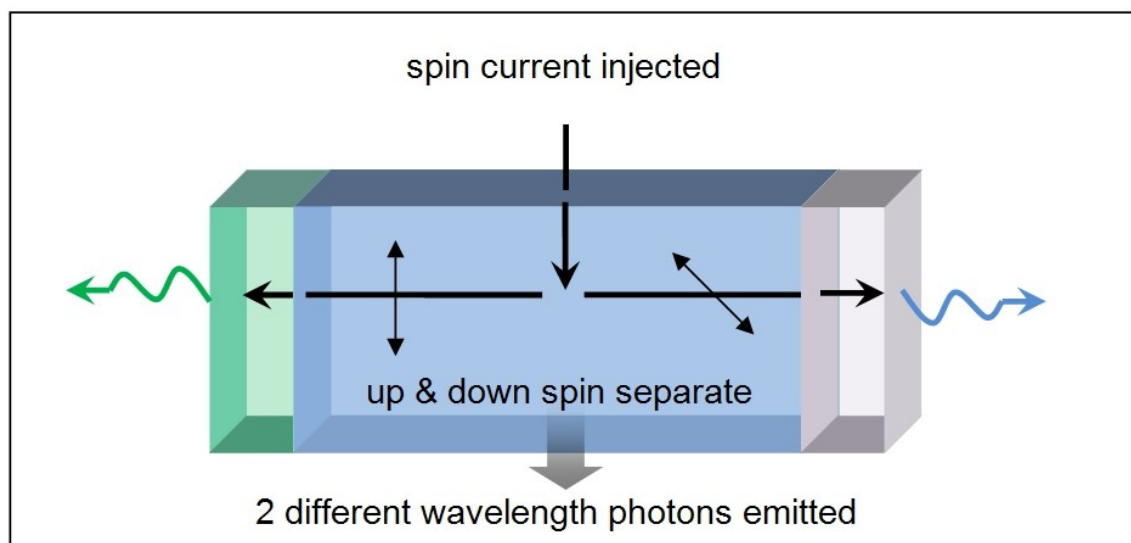 spin current injected
up & down spin separate
2 different wavelength photons emitted